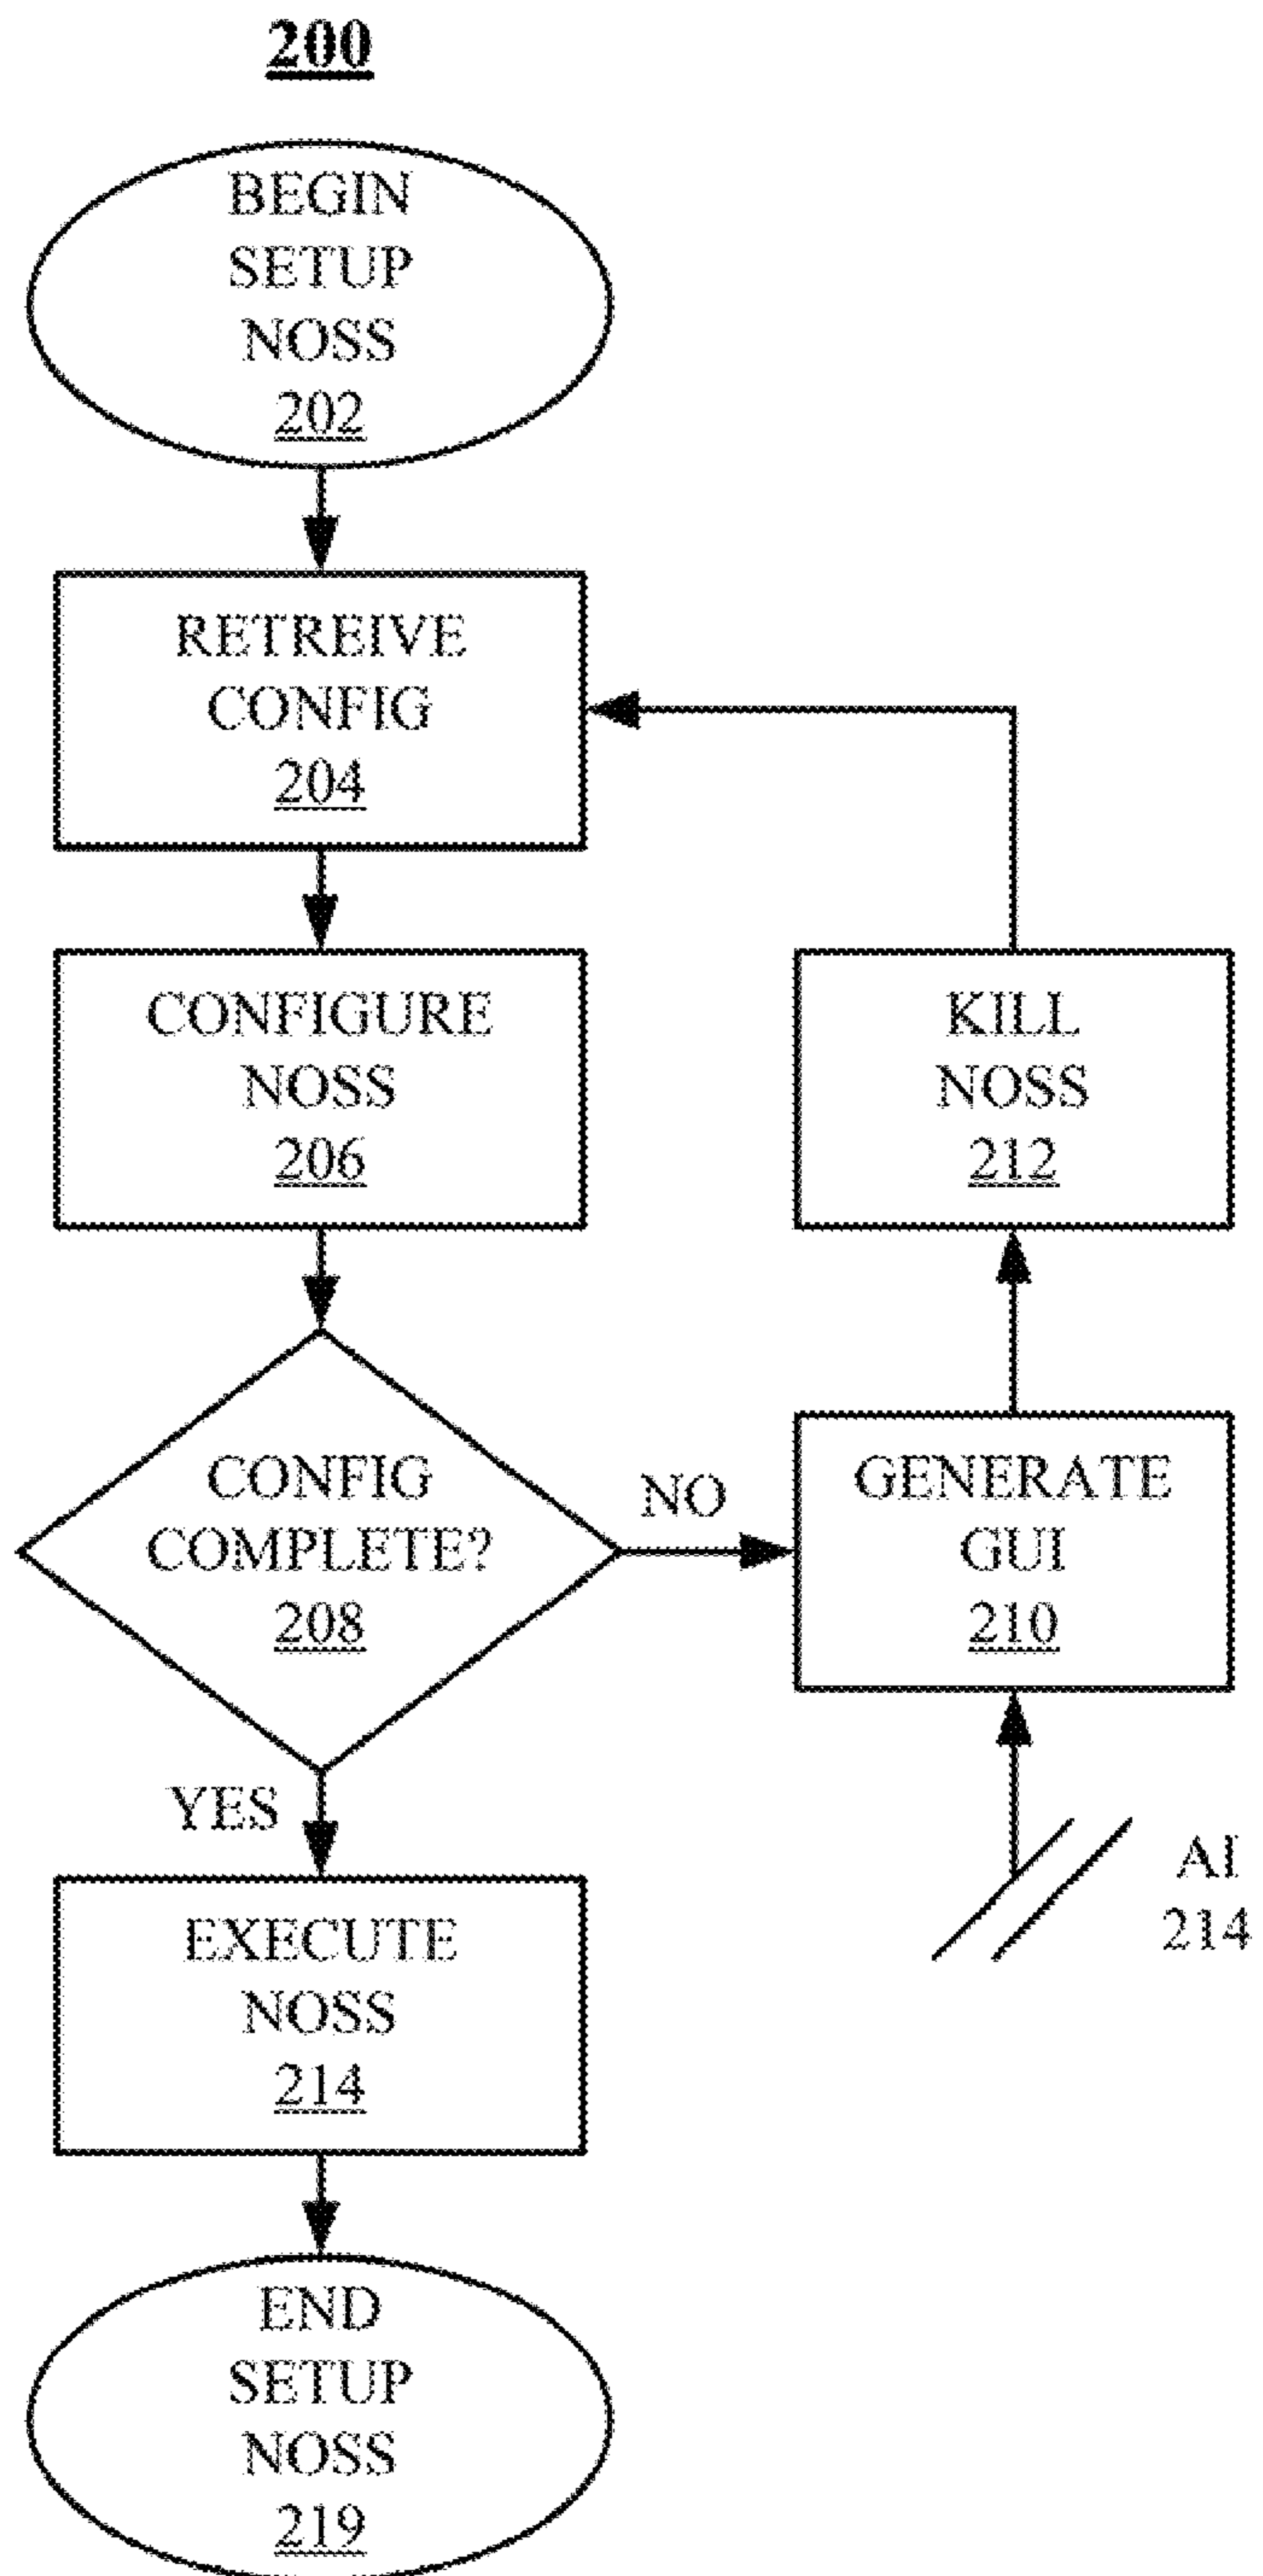 200
BEGIN
SETUP
NOSS
202
RETREIVE
CONFIG
204
CONFIGURE
NOSS
206
KILL
NOSS
212
CONFIG
COMPLETE?
208
NO
GENERATE
GUI
210
YES
AI
214
EXECUTE
NOSS
214
END
SETUP
NOSS
219